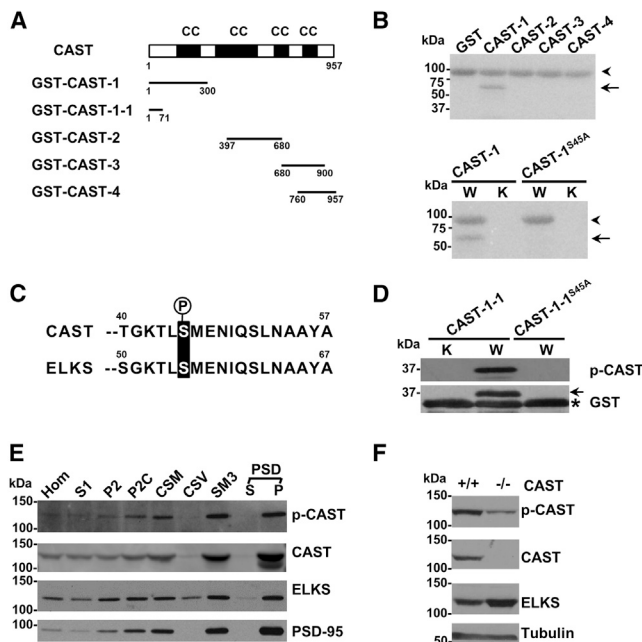 A
CC CC CC CC
CAST
1 957
GST-CAST-1
1 300
GST-CAST-1-1
1 71
GST-CAST-2
397 680
GST-CAST-3
680 900
GST-CAST-4
760 957
B
kDa
GST CAST-1 CAST-2 CAST-3 CAST-4
100
75
50
37
CAST-1 CAST-1S45A
kDa W K W K
100
75
50
C
P
40 57
CAST --TGKTLSMENIQSLNAAYA
50 67
ELKS --SGKTLSMENIQSLNAAYA
D
CAST-1-1 CAST-1-1S45A
kDa K W W
37 p-CAST
37
* GST
E
PSD
kDa Hom S1 P2 P2C CSM CSV SM3 S P
150
100 p-CAST
150
100 CAST
150
100 ELKS
100 PSD-95
F
kDa +/+ -/- CAST
150
100 p-CAST
150
100 CAST
150
100 ELKS
50 Tubulin